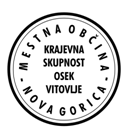 MESTNA OBČINA
KRAJEVNA
SKUPNOST
OSEK
VITOVLJE
- NOVA GORICA -